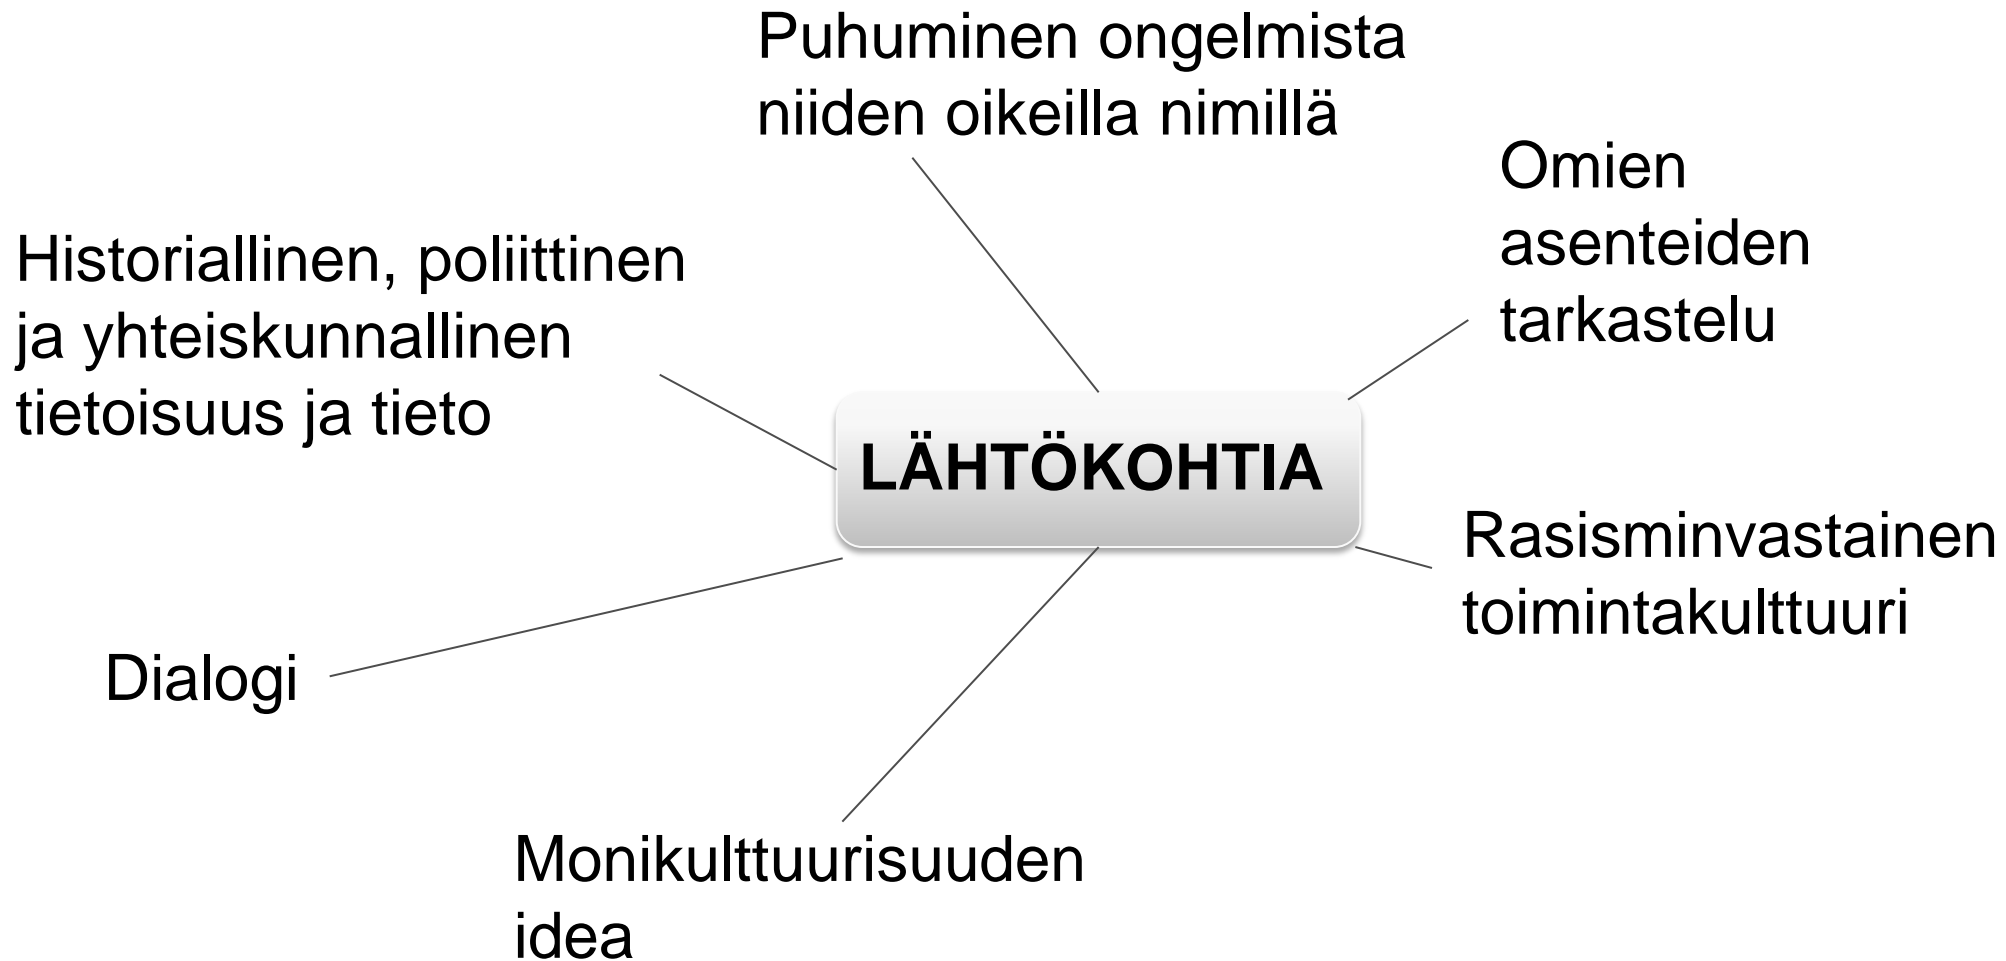 Puhuminen ongelmista
niiden oikeilla nimillä
Omien
asenteiden
tarkastelu
Historiallinen, poliittinen
ja yhteiskunnallinen
tietoisuus ja tieto
LÄHTÖKOHTIA
Rasisminvastainen
toimintakulttuuri
Dialogi
Monikulttuurisuuden
idea